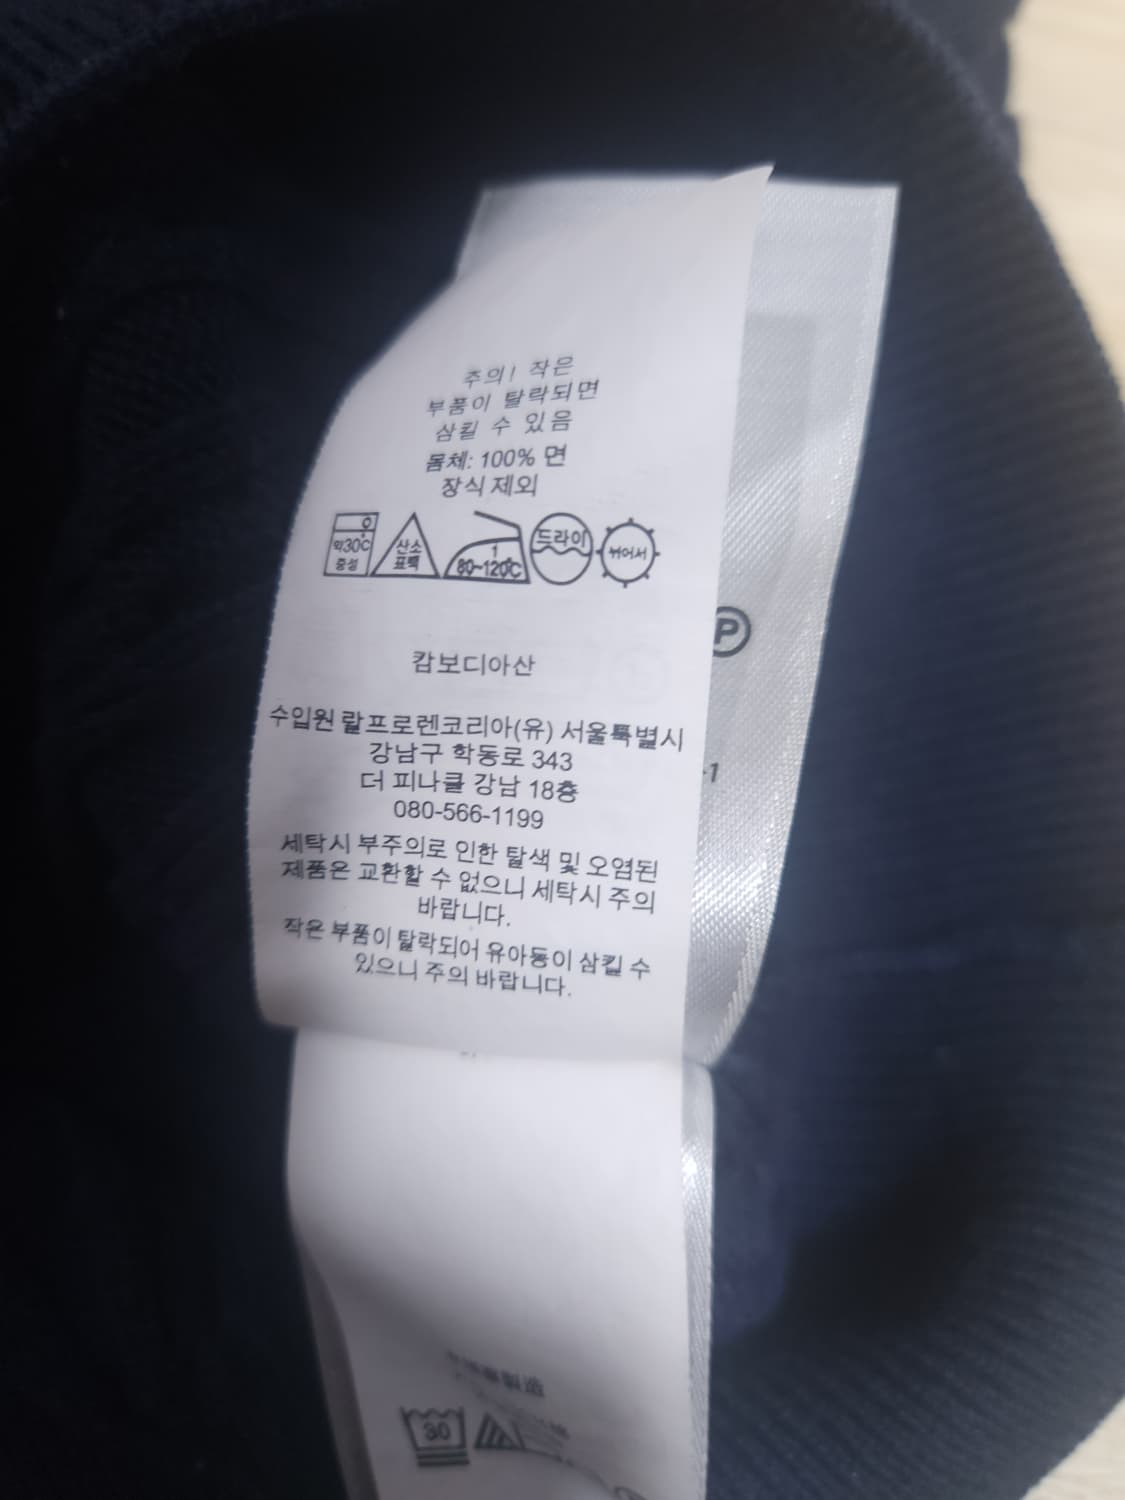 주의! 작은
부품이 탈락되면
삼킬 수 있음
몸체: 100% 면
장식 제외
약30℃
중성
산소
표백
1
80~120℃
드라이
뉘어서
캄보디아산
수입원 랄프로렌코리아(유) 서울특별시
강남구 학동로 343
더 피나클 강남 18층
080-566-1199
세탁시 부주의로 인한 탈색 및 오염된
제품은 교환할 수 없으니 세탁시 주의
바랍니다.
작은 부품이 탈락되어 유아동이 삼킬 수
있으니 주의 바랍니다.
P
-1
製造
30